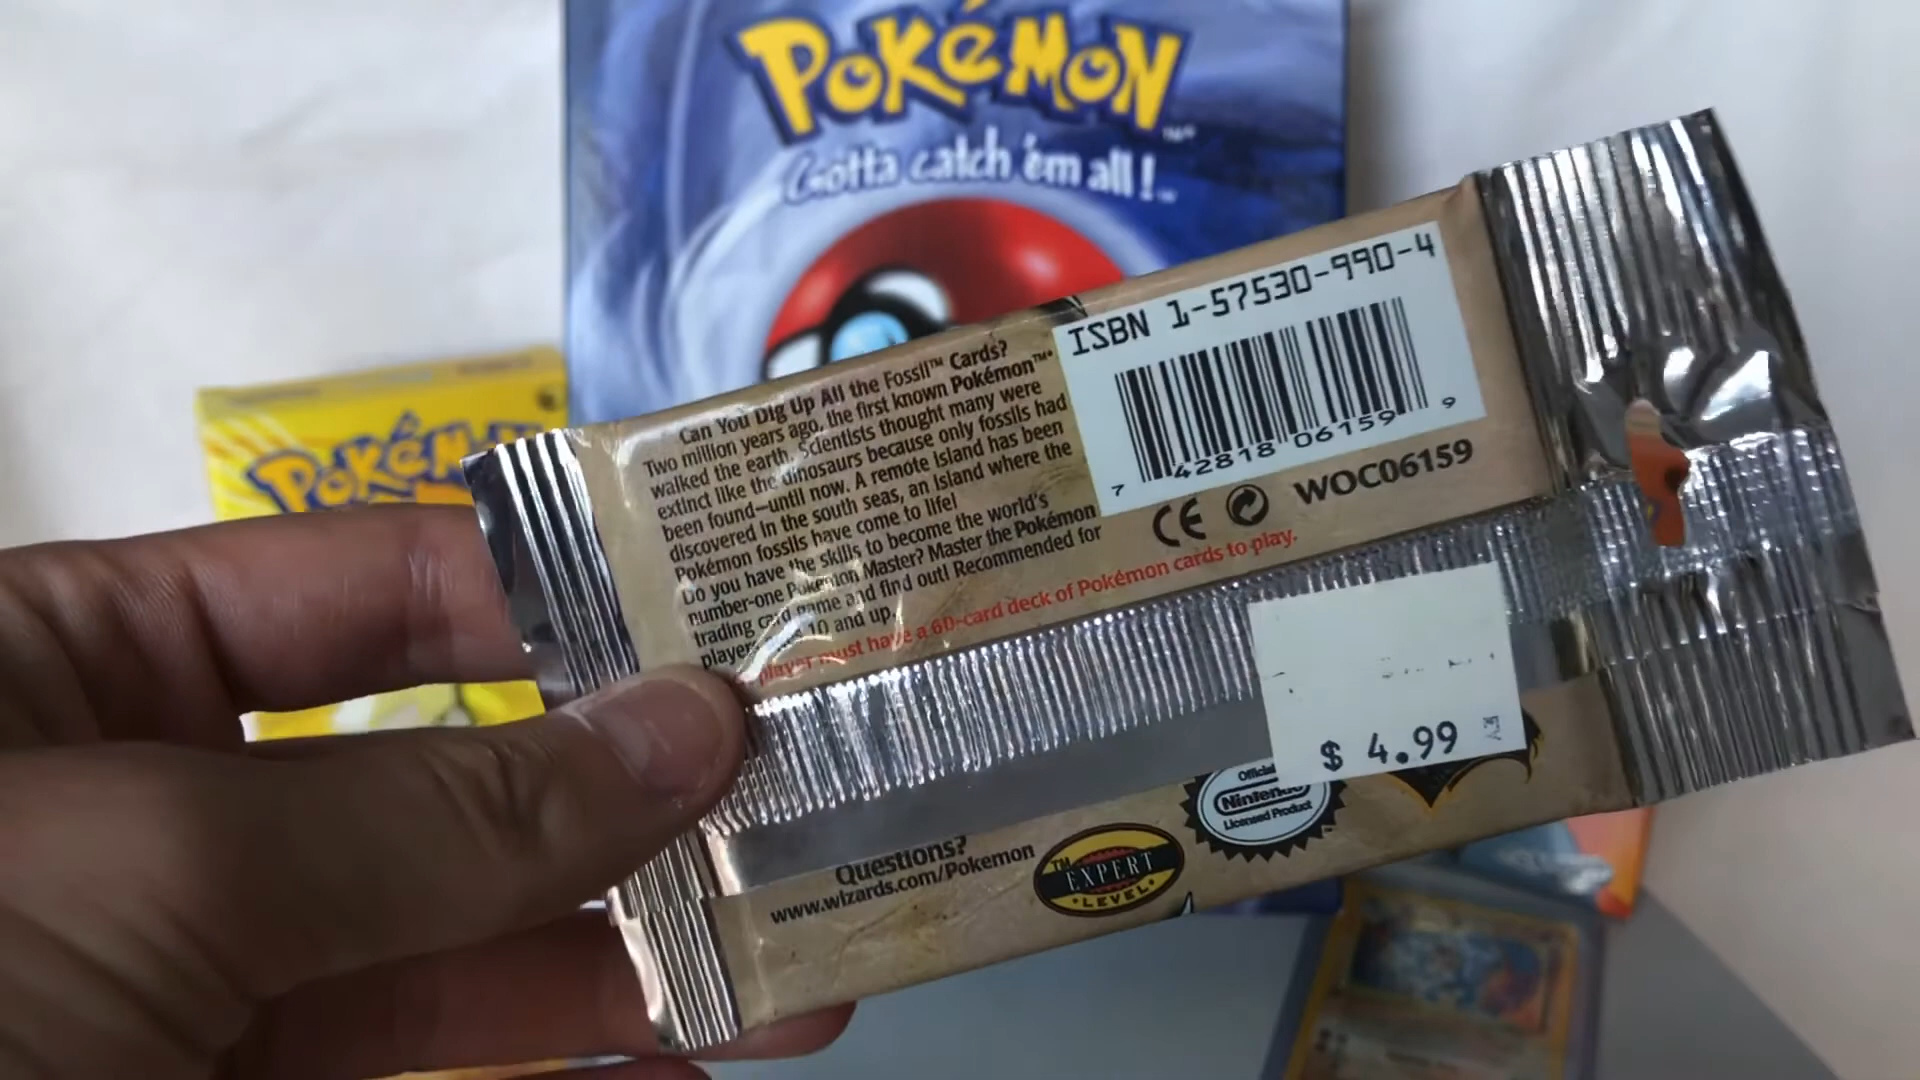 POKéMON
Gotta catch 'em all!
POKéM
Can You Dig Up All the Fossil™ Cards?
Two million years ago, the first known Pokémon™
walked the earth. Scientists thought many were
extinct like the dinosaurs because only fossils had
been found—until now. A remote island has been
discovered in the south seas, an island where the
Pokémon fossils have come to life!
Do you have the skills to become the world's
number-one Pokémon Master? Master the Pokémon
trading card game and find out! Recommended for
players 10 and up.
player must have a 60-card deck of Pokémon cards to play.
ISBN 1-57530-990-4
7 42818 06159 9
CE WOC06159
$ 4.99
Official
Nintendo
Licensed Product
Questions?
www.wizards.com/Pokemon
TM
EXPERT
LEVEL